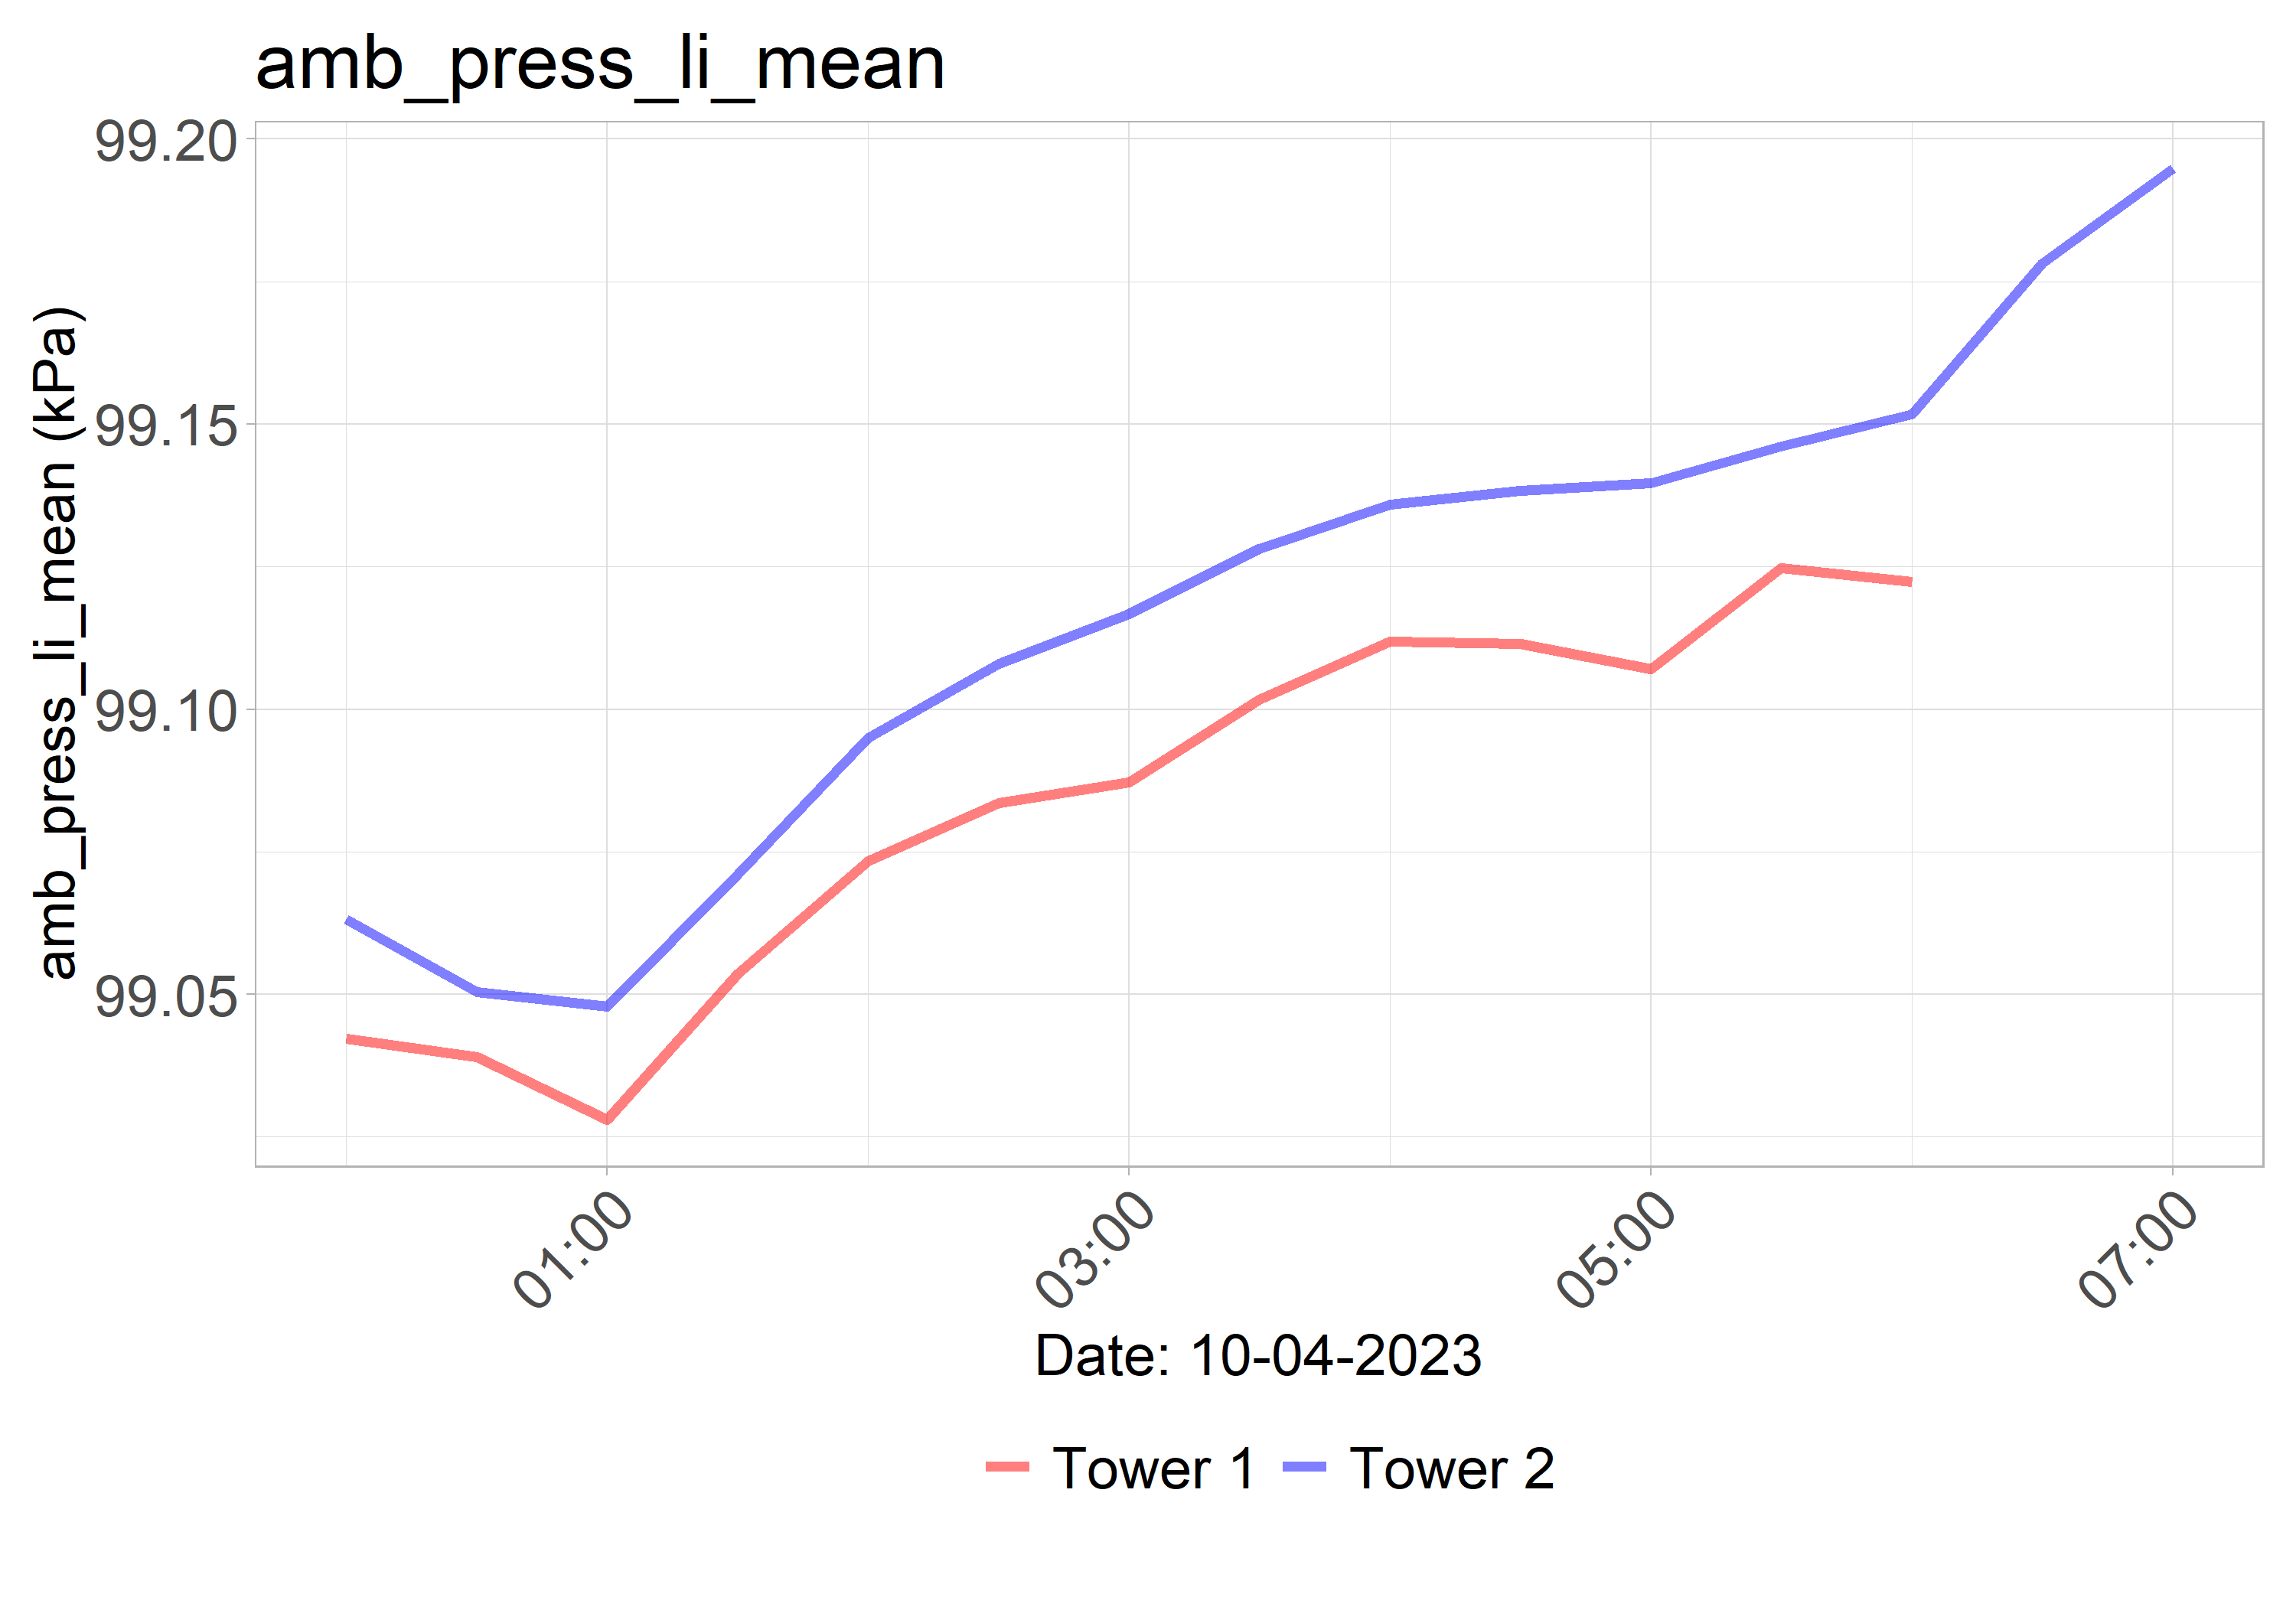 amb_press_li_mean
amb_press_li_mean (kPa)
99.20
99.15
99.10
99.05
01:00
03:00
05:00
07:00
Date: 10-04-2023
Tower 1
Tower 2